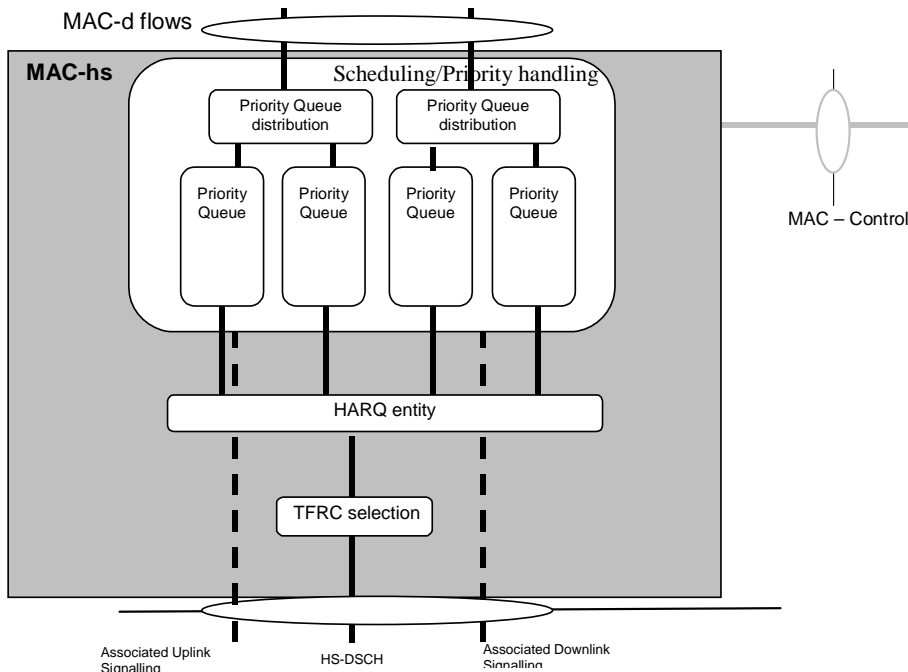 MAC-d flows
MAC-hs
Scheduling/Priority handling
Priority Queue
distribution
Priority Queue
distribution
Priority
Queue
Priority
Queue
Priority
Queue
Priority
Queue
MAC – Control
HARQ entity
TFRC selection
Associated Uplink
Signalling
HS-DSCH
Associated Downlink
Signalling